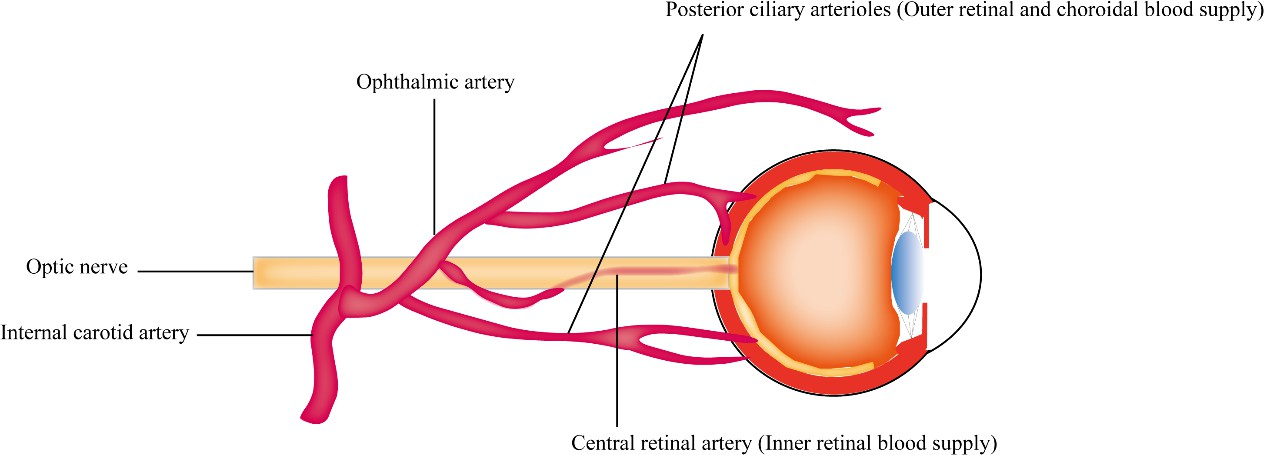 Posterior ciliary arterioles (Outer retinal and choroidal blood supply)
Ophthalmic artery
Optic nerve
Internal carotid artery
Central retinal artery (Inner retinal blood supply)